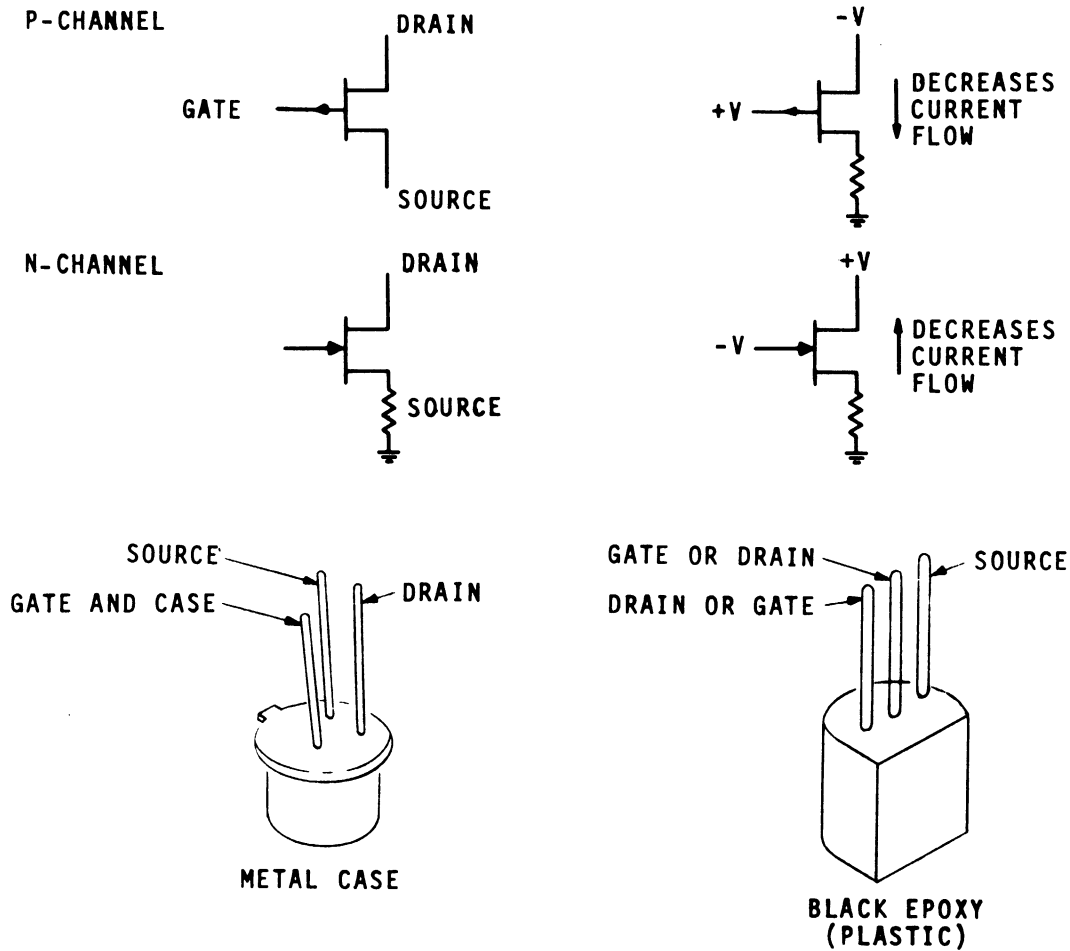 P-CHANNEL
DRAIN
GATE
SOURCE
-V
+V
DECREASES
CURRENT
FLOW
N-CHANNEL
DRAIN
SOURCE
+V
-V
DECREASES
CURRENT
FLOW
SOURCE
GATE AND CASE
DRAIN
METAL CASE
GATE OR DRAIN
DRAIN OR GATE
SOURCE
BLACK EPOXY
(PLASTIC)